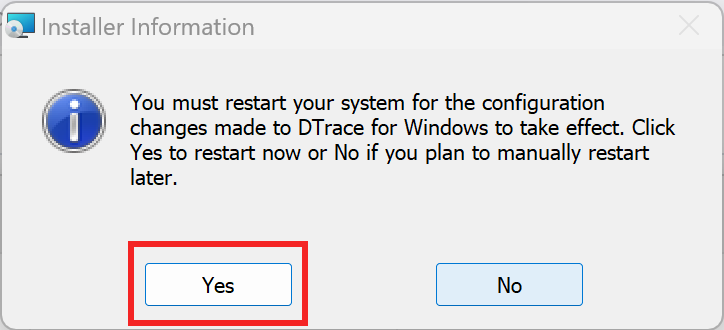 Installer Information
You must restart your system for the configuration
changes made to DTrace for Windows to take effect. Click
Yes to restart now or No if you plan to manually restart
later.
Yes
No